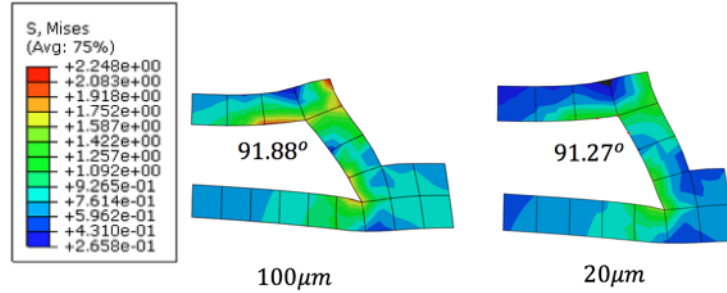 S, Mises
(Avg: 75%)
+2.248e+00
+2.083e+00
+1.918e+00
+1.752e+00
+1.587e+00
+1.422e+00
+1.257e+00
+1.092e+00
+9.265e-01
+7.614e-01
+5.962e-01
+4.310e-01
+2.658e-01
91.88º
91.27º
100μm
20μm